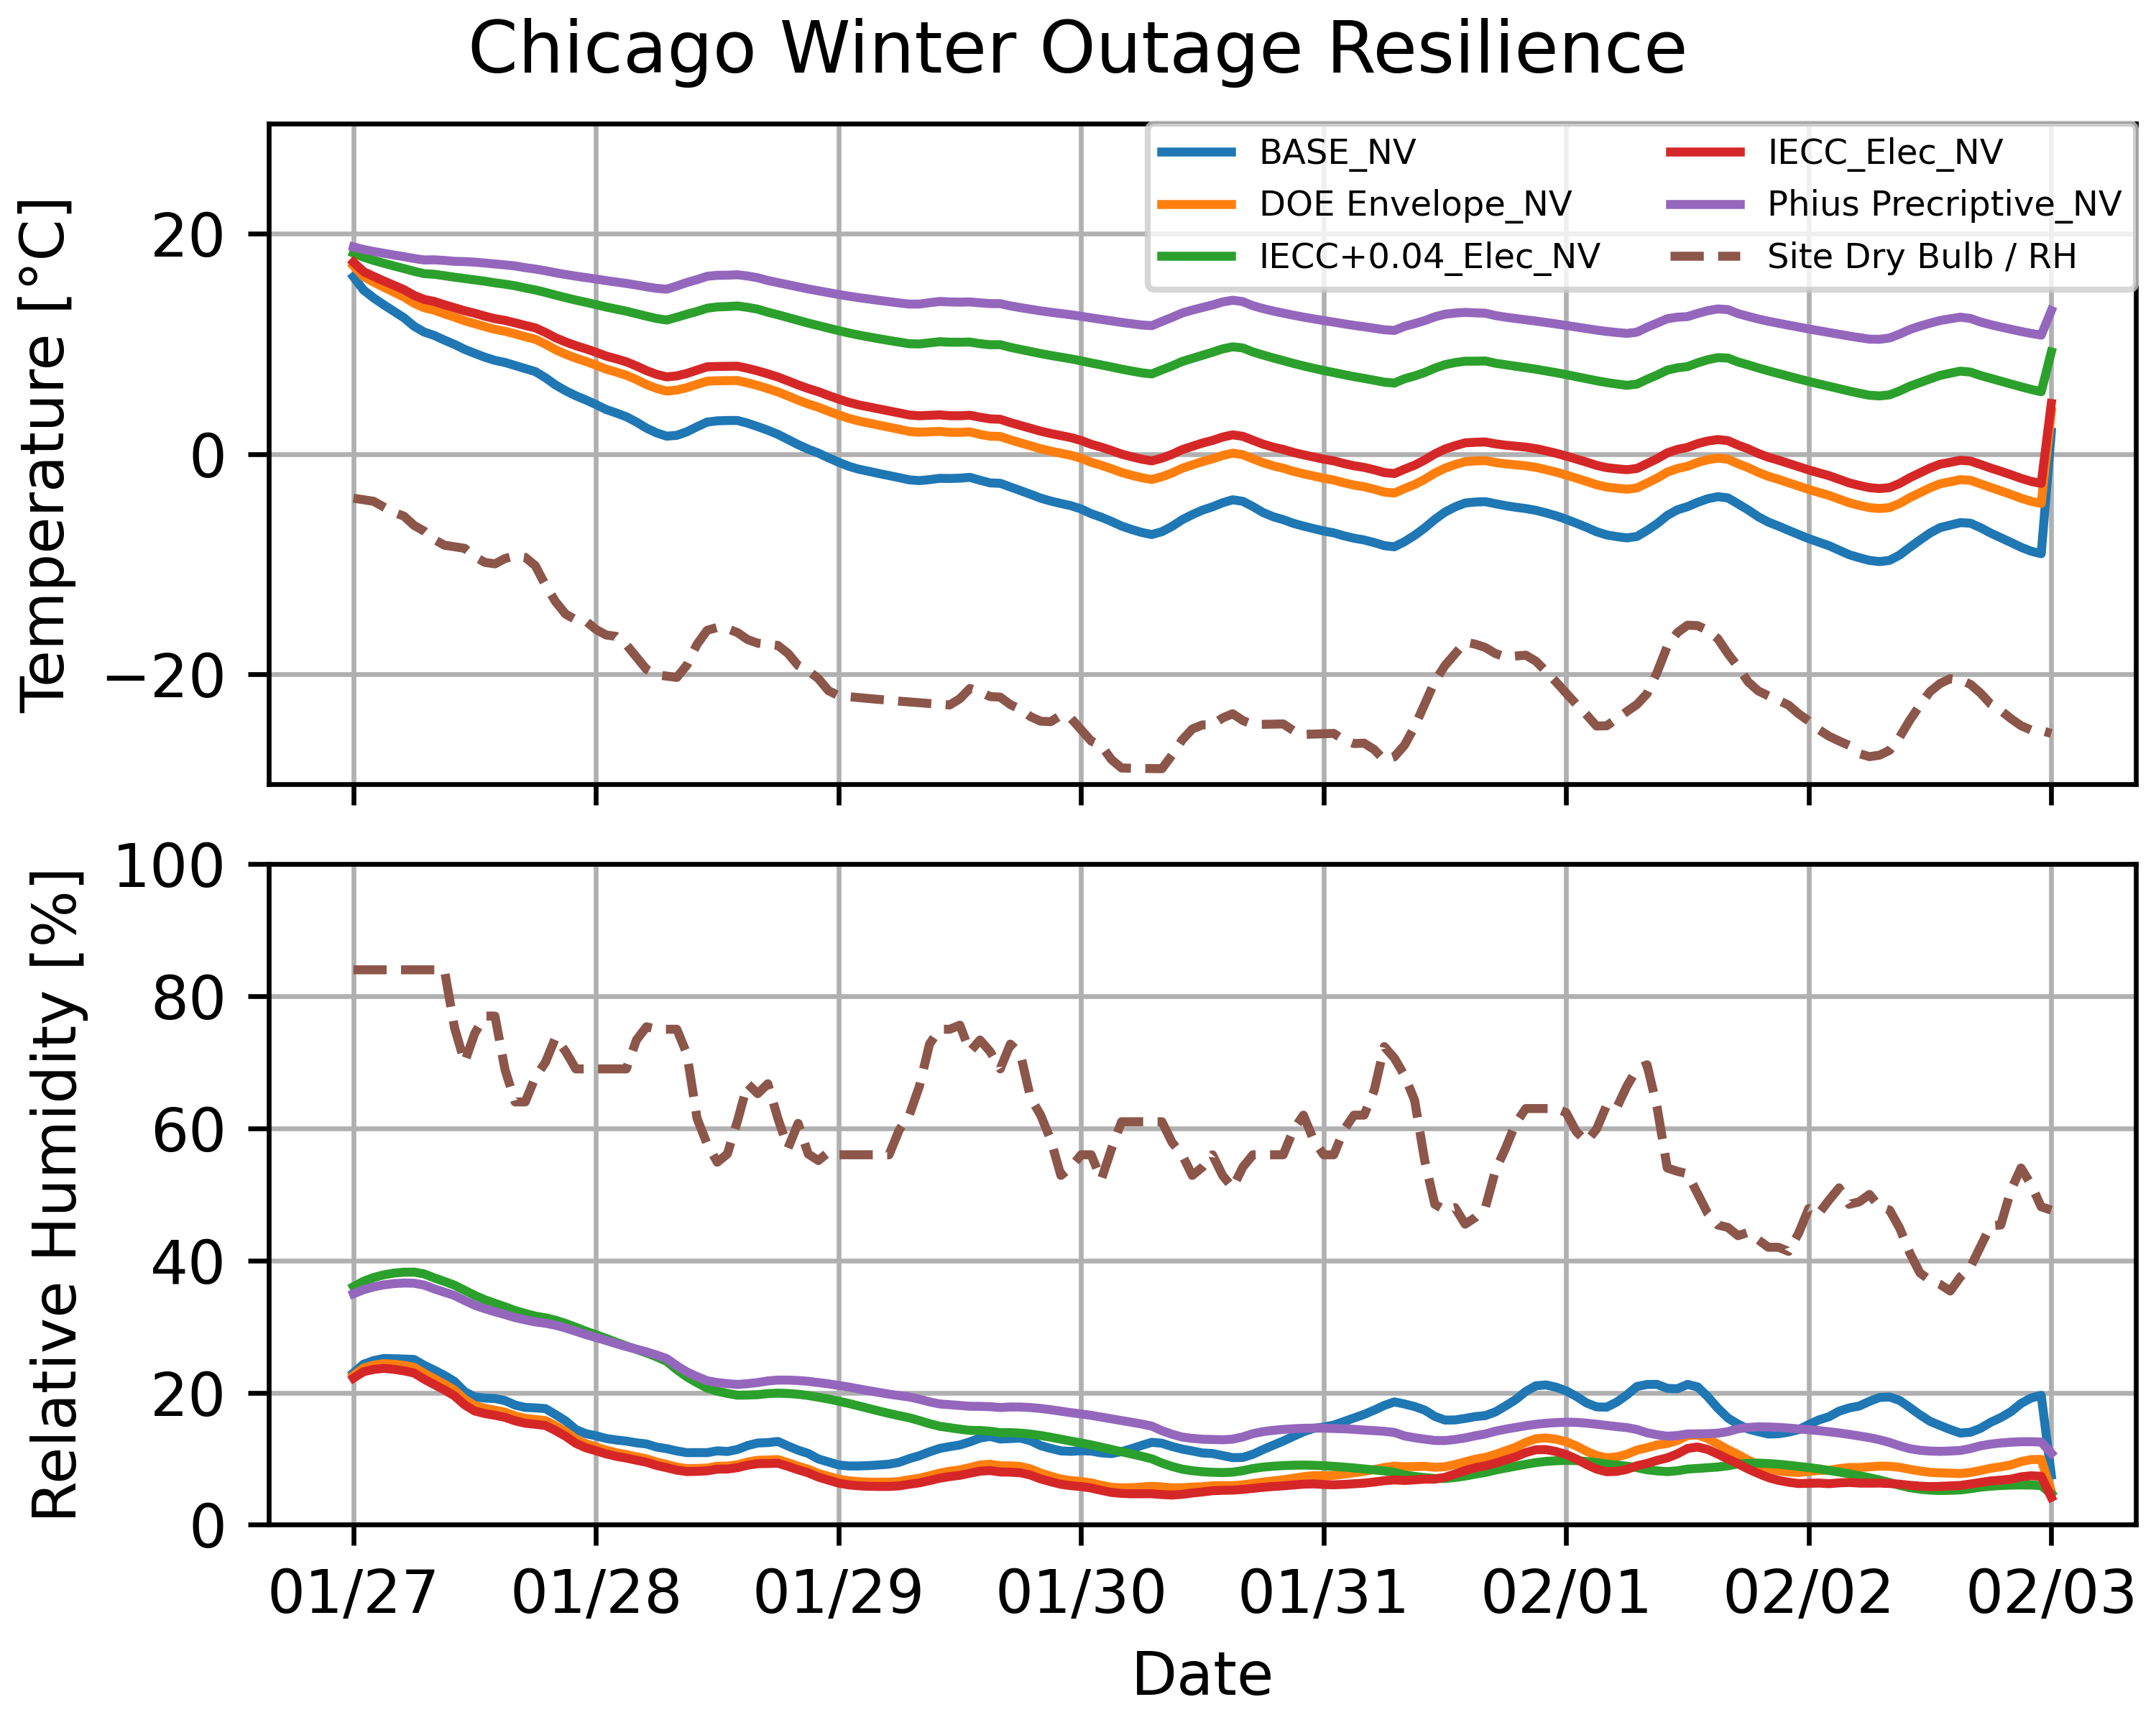 Chicago Winter Outage Resilience
Temperature [°C]
20
0
−20
BASE_NV
DOE Envelope_NV
IECC+0.04_Elec_NV
IECC_Elec_NV
Phius Precriptive_NV
Site Dry Bulb / RH
Relative Humidity [%]
100
80
60
40
20
0
01/27 01/28 01/29 01/30 01/31 02/01 02/02 02/03
Date